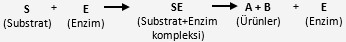 S + E → SE → A + B + E
(Substrat) (Enzim) (Substrat+Enzim (Ürünler) (Enzim)
kompleksi)